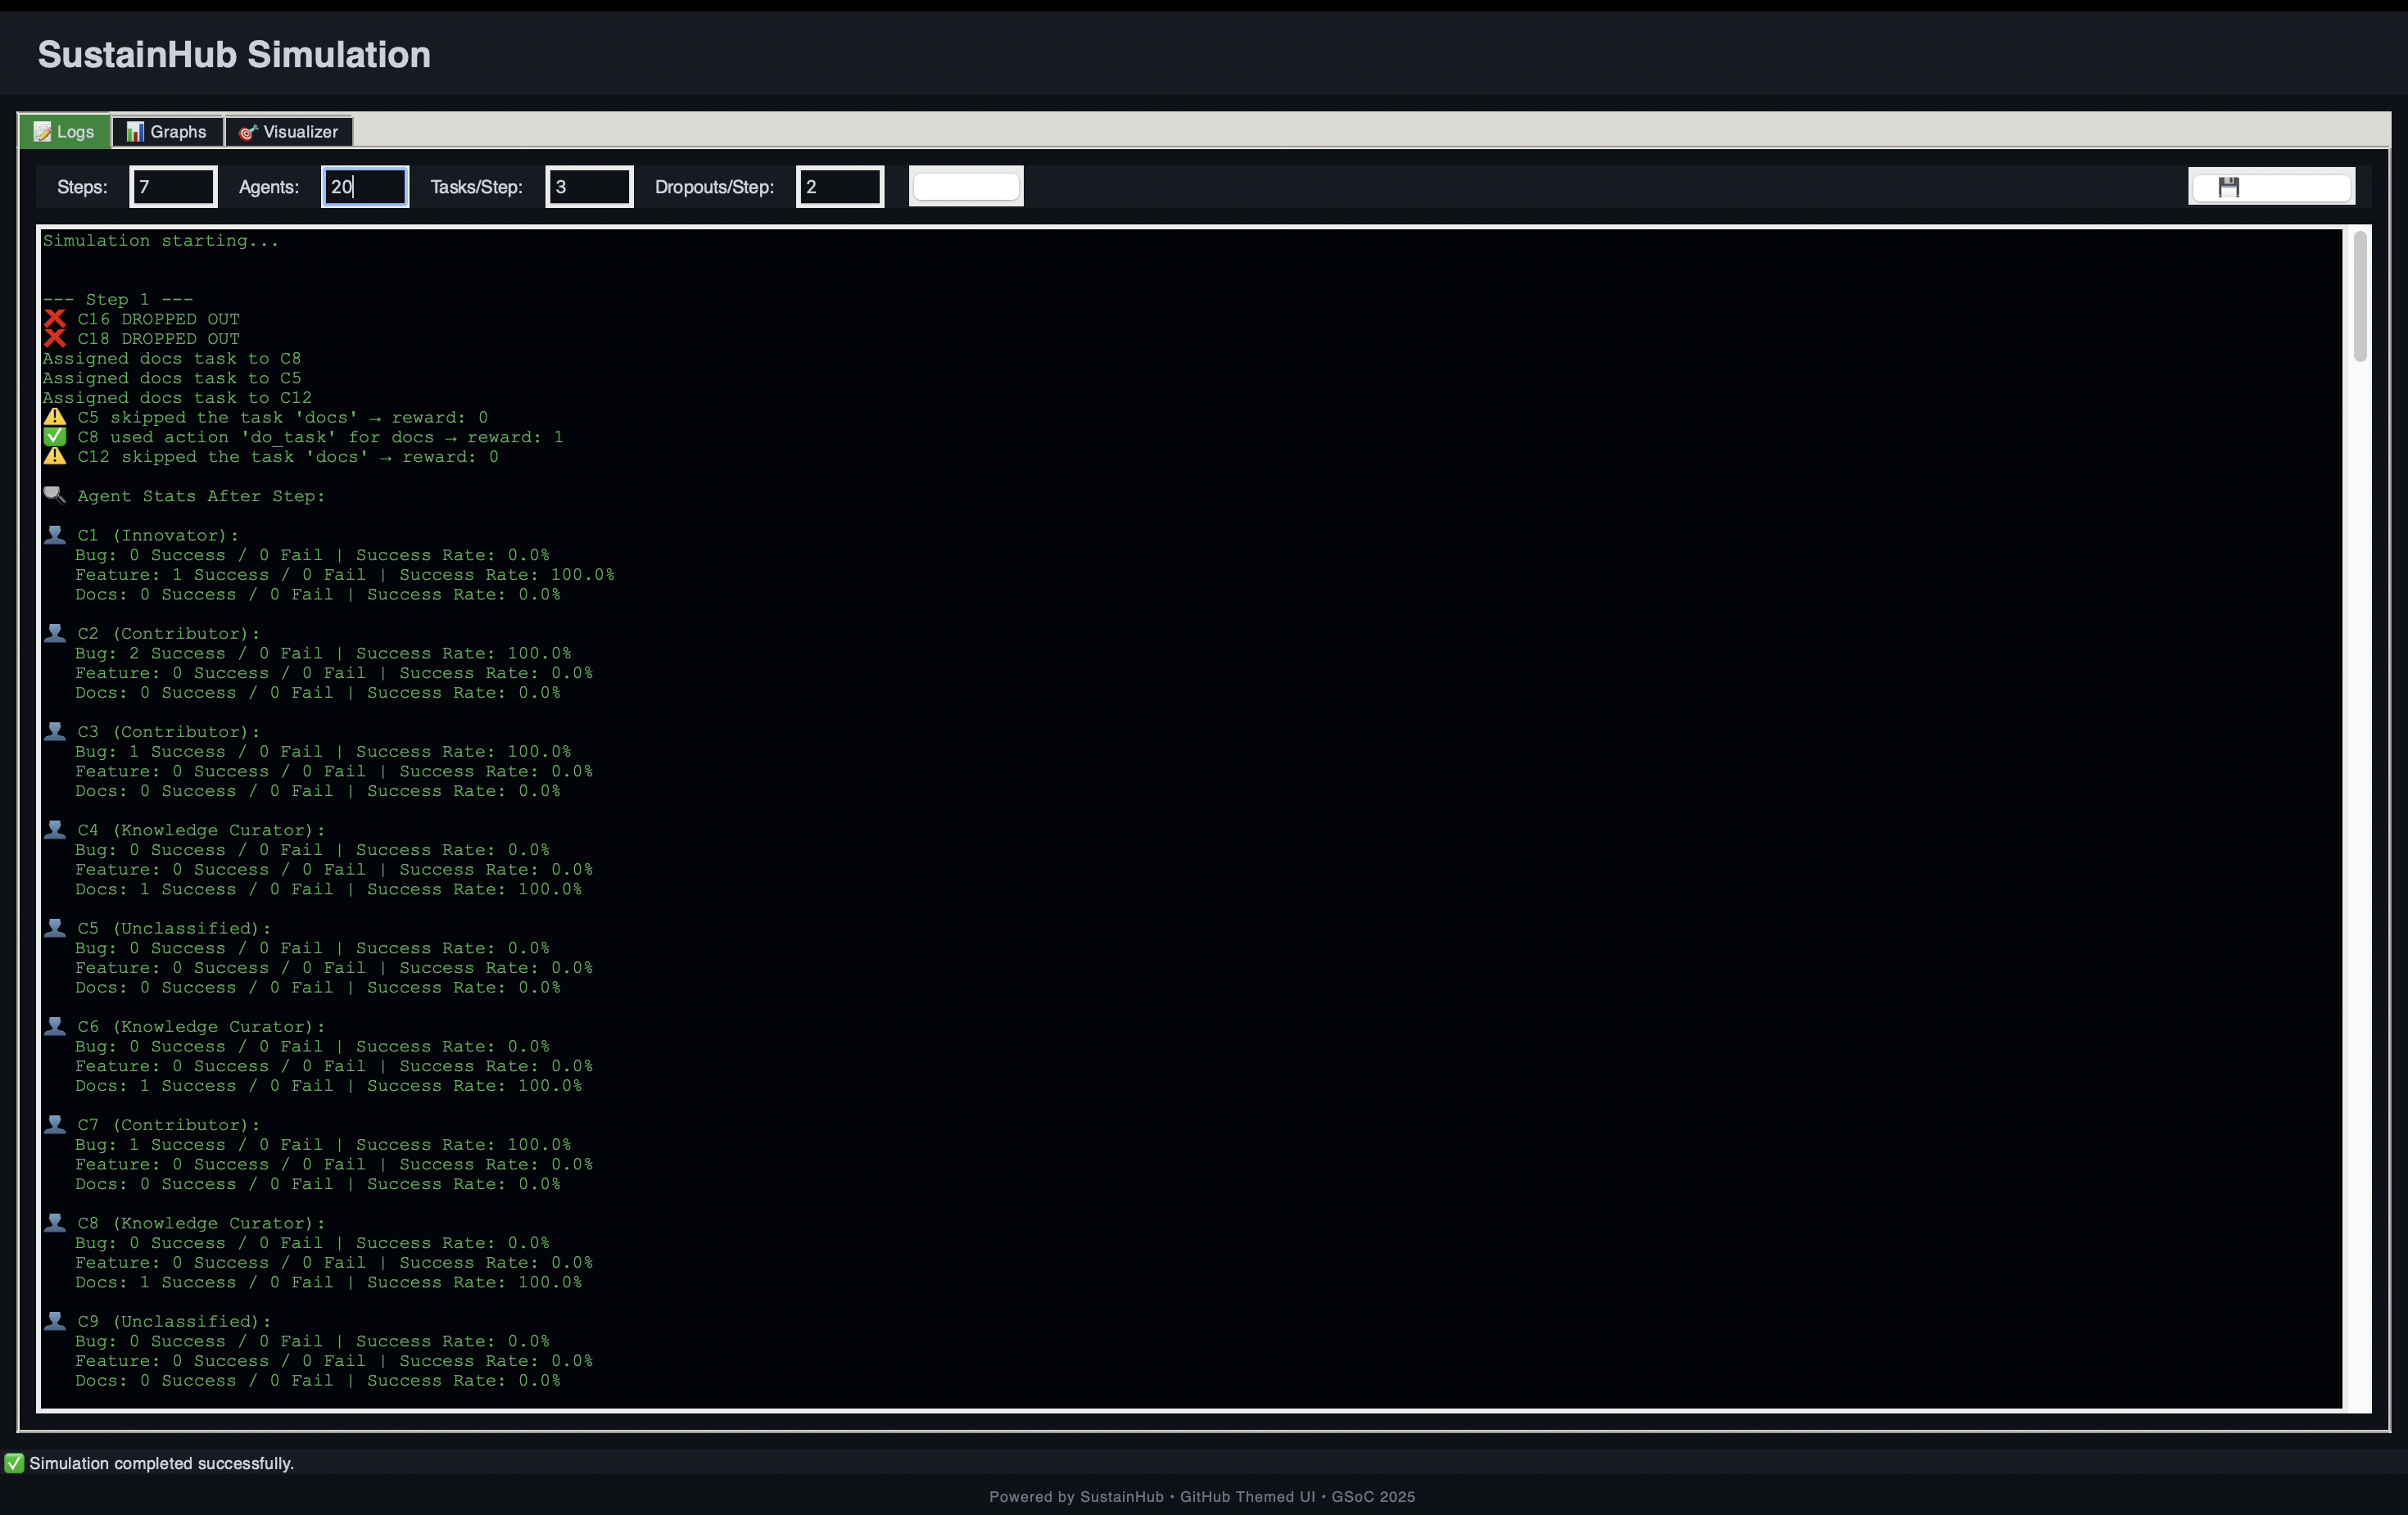 SustainHub Simulation
📝 Logs
📊 Graphs
🎯 Visualizer
Steps: 7 Agents: 20 Tasks/Step: 3 Dropouts/Step: 2
💾
Simulation starting...
--- Step 1 ---
❌ C16 DROPPED OUT
❌ C18 DROPPED OUT
Assigned docs task to C8
Assigned docs task to C5
Assigned docs task to C12
⚠️ C5 skipped the task 'docs' → reward: 0
✅ C8 used action 'do_task' for docs → reward: 1
⚠️ C12 skipped the task 'docs' → reward: 0
🔍 Agent Stats After Step:
👤 C1 (Innovator):
Bug: 0 Success / 0 Fail | Success Rate: 0.0%
Feature: 1 Success / 0 Fail | Success Rate: 100.0%
Docs: 0 Success / 0 Fail | Success Rate: 0.0%
👤 C2 (Contributor):
Bug: 2 Success / 0 Fail | Success Rate: 100.0%
Feature: 0 Success / 0 Fail | Success Rate: 0.0%
Docs: 0 Success / 0 Fail | Success Rate: 0.0%
👤 C3 (Contributor):
Bug: 1 Success / 0 Fail | Success Rate: 100.0%
Feature: 0 Success / 0 Fail | Success Rate: 0.0%
Docs: 0 Success / 0 Fail | Success Rate: 0.0%
👤 C4 (Knowledge Curator):
Bug: 0 Success / 0 Fail | Success Rate: 0.0%
Feature: 0 Success / 0 Fail | Success Rate: 0.0%
Docs: 1 Success / 0 Fail | Success Rate: 100.0%
👤 C5 (Unclassified):
Bug: 0 Success / 0 Fail | Success Rate: 0.0%
Feature: 0 Success / 0 Fail | Success Rate: 0.0%
Docs: 0 Success / 0 Fail | Success Rate: 0.0%
👤 C6 (Knowledge Curator):
Bug: 0 Success / 0 Fail | Success Rate: 0.0%
Feature: 0 Success / 0 Fail | Success Rate: 0.0%
Docs: 1 Success / 0 Fail | Success Rate: 100.0%
👤 C7 (Contributor):
Bug: 1 Success / 0 Fail | Success Rate: 100.0%
Feature: 0 Success / 0 Fail | Success Rate: 0.0%
Docs: 0 Success / 0 Fail | Success Rate: 0.0%
👤 C8 (Knowledge Curator):
Bug: 0 Success / 0 Fail | Success Rate: 0.0%
Feature: 0 Success / 0 Fail | Success Rate: 0.0%
Docs: 1 Success / 0 Fail | Success Rate: 100.0%
👤 C9 (Unclassified):
Bug: 0 Success / 0 Fail | Success Rate: 0.0%
Feature: 0 Success / 0 Fail | Success Rate: 0.0%
Docs: 0 Success / 0 Fail | Success Rate: 0.0%
✅ Simulation completed successfully.
Powered by SustainHub • GitHub Themed UI • GSoC 2025